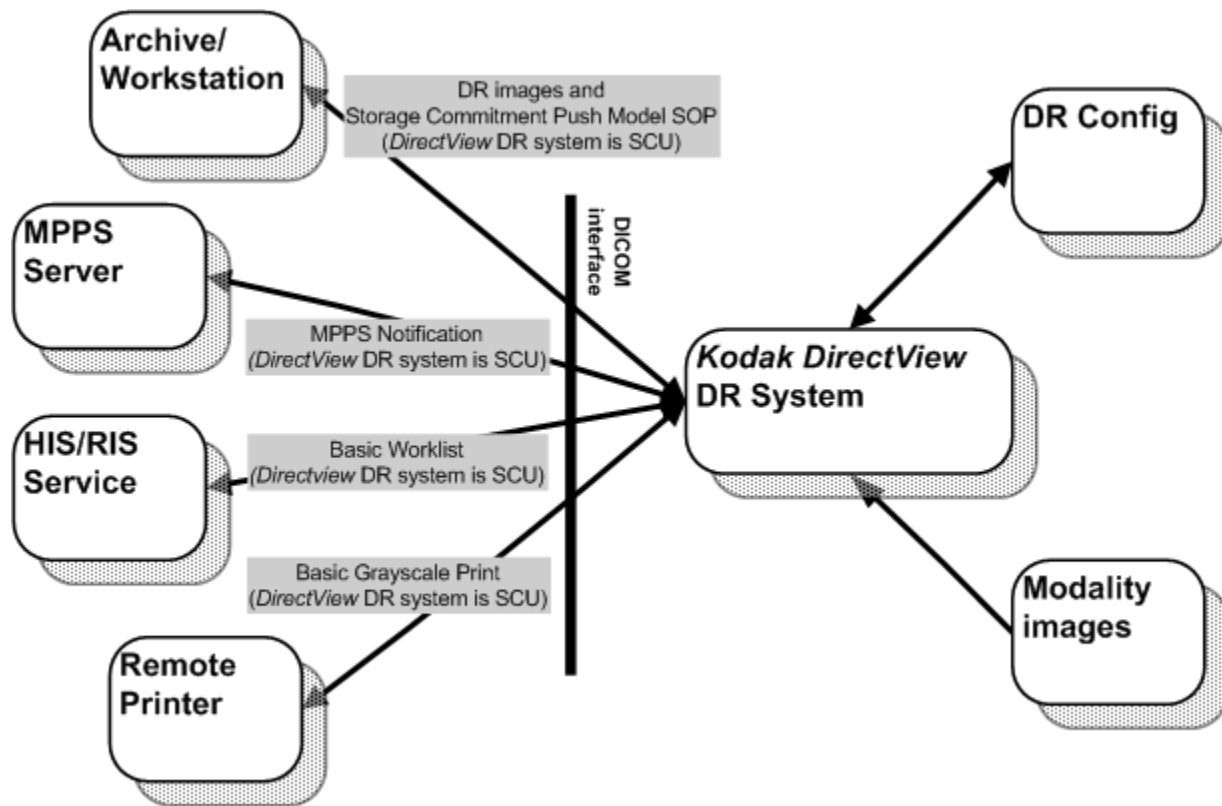 Archive/
Workstation
DR images and
Storage Commitment Push Model SOP
(DirectView DR system is SCU)
DR Config
MPPS
Server
DICOM
interface
MPPS Notification
(DirectView DR system is SCU)
Kodak DirectView
DR System
HIS/RIS
Service
Basic Worklist
(Directview DR system is SCU)
Basic Grayscale Print
(DirectView DR system is SCU)
Modality
images
Remote
Printer